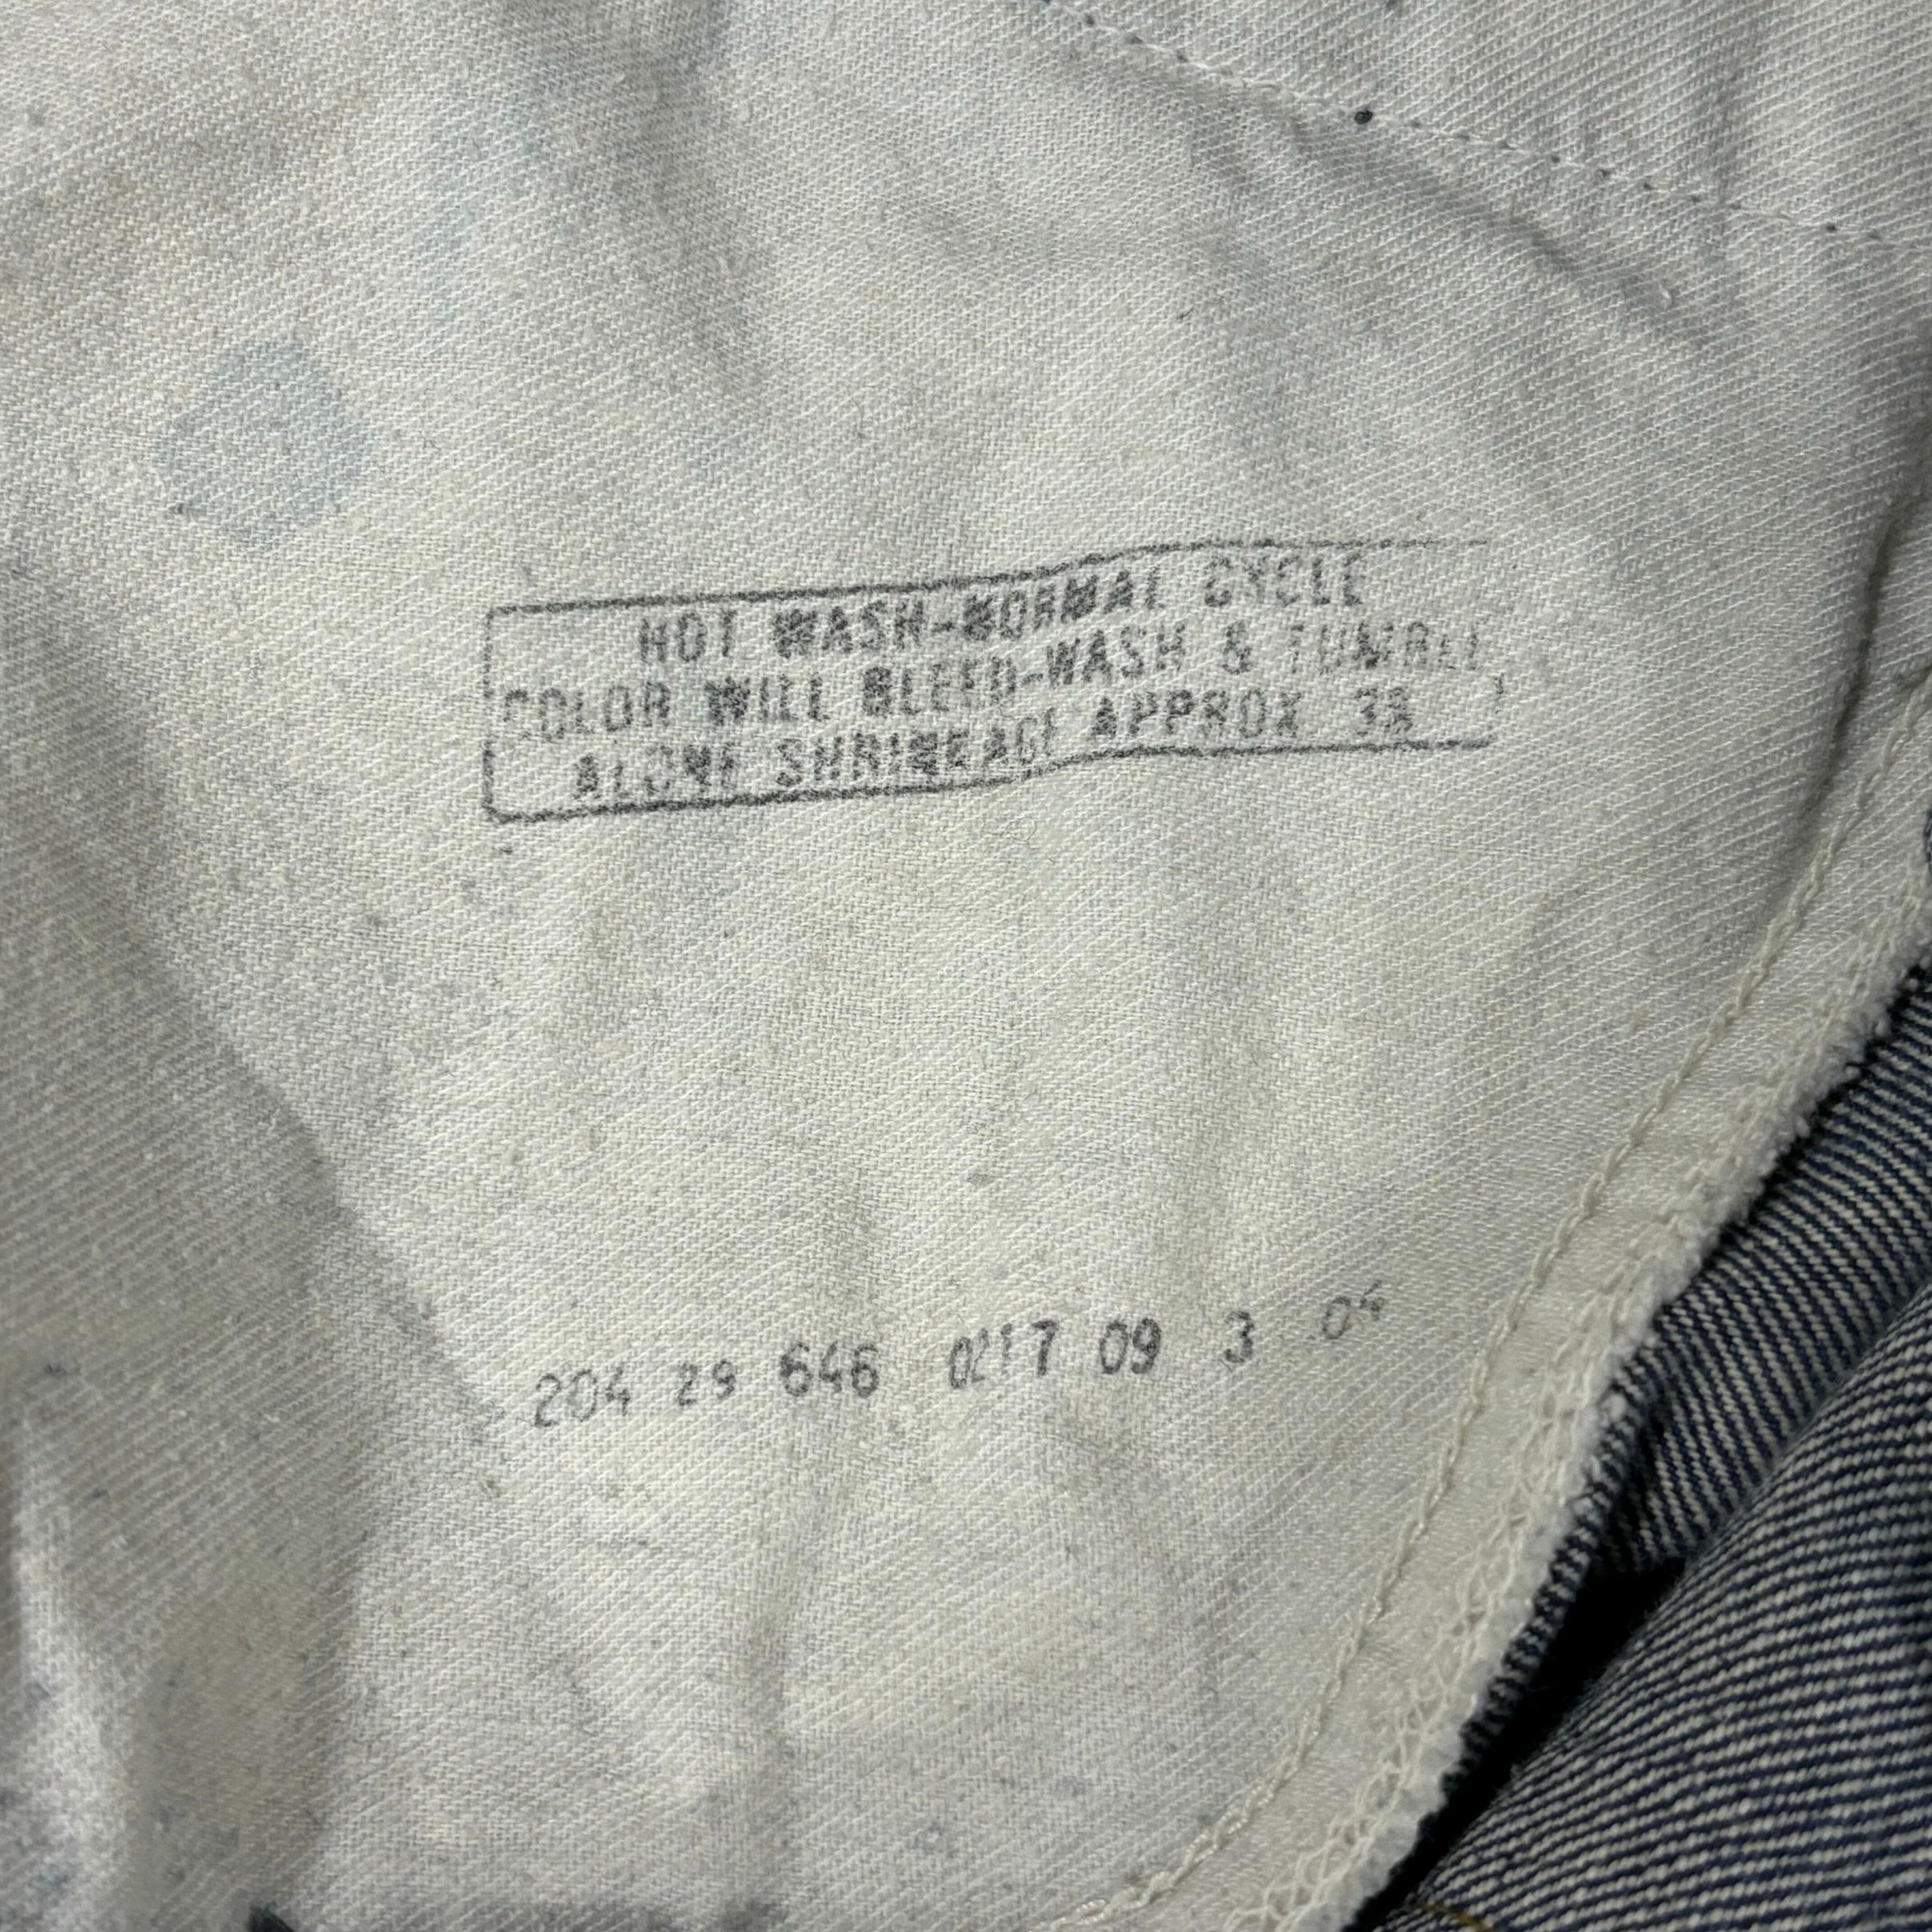 HOT WASH-NORMAL CYCLE
COLOR WILL BLEED-WASH & TUMBLE
ALONE SHRINKAGE APPROX 3%
204 29 646 0217 09 3 04